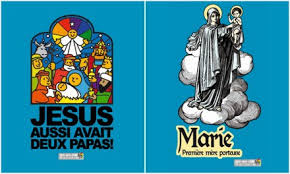 JESUS
AUSSI AVAIT
DEUX PAPAS!
Marie
Première mère porteuse